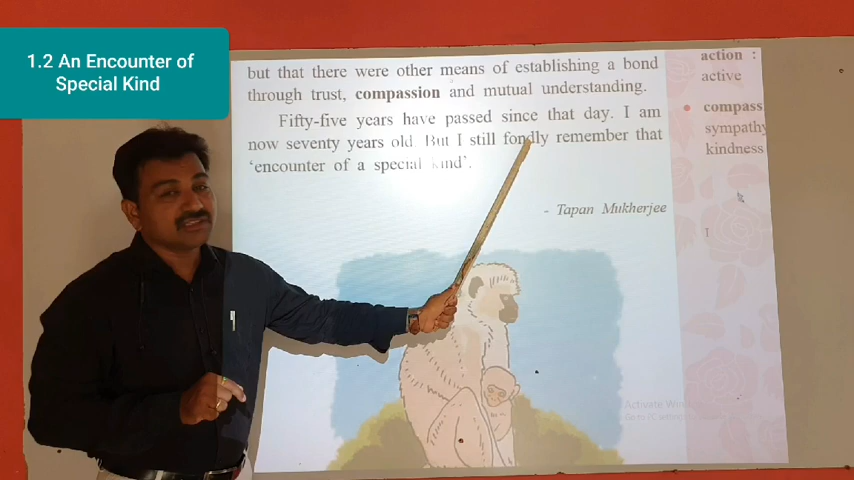 1.2 An Encounter of
Special Kind
but that there were other means of establishing a bond
through trust, compassion and mutual understanding.
Fifty-five years have passed since that day. I am
now seventy years old. But I still fondly remember that
‘encounter of a special kind’.
- Tapan Mukherjee
action :
active
compass
sympathy
kindness
Activate Win